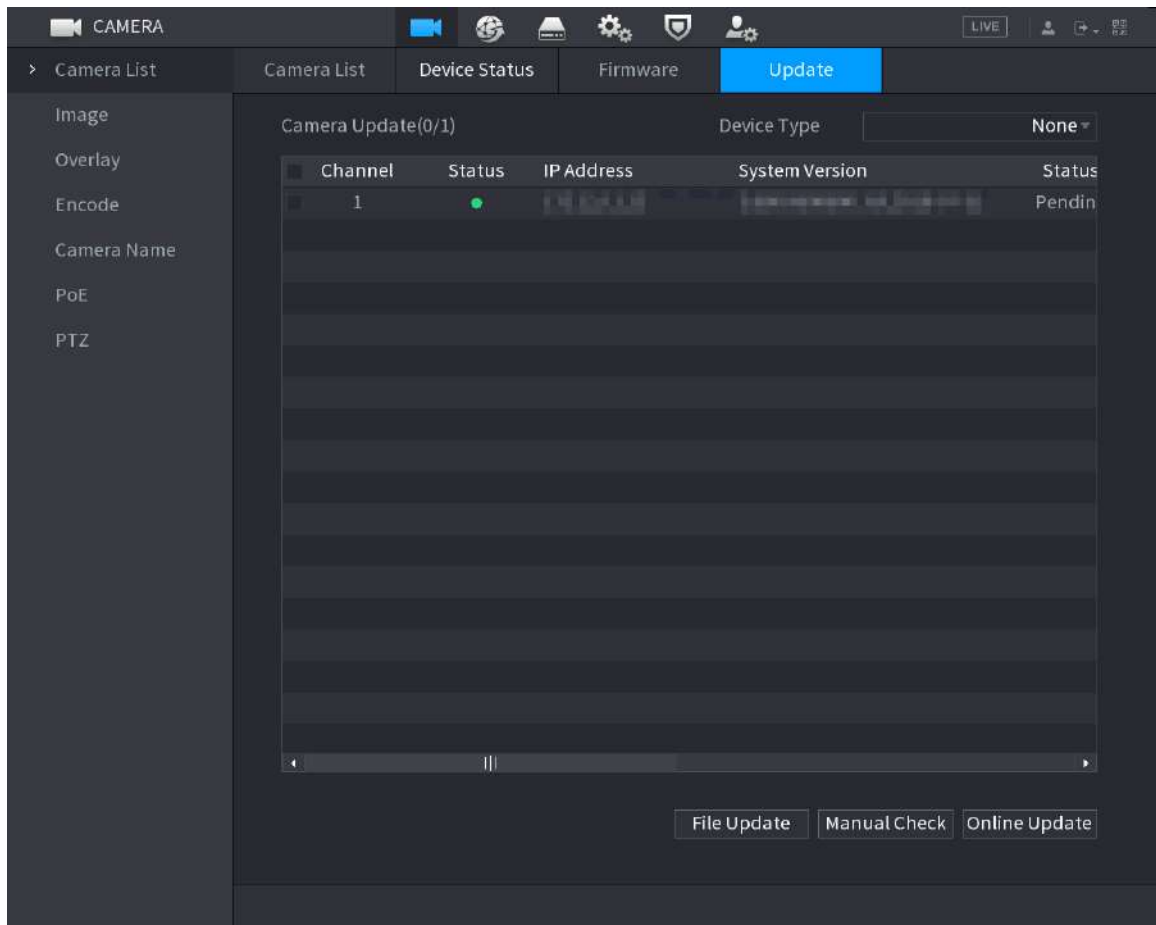 CAMERA LIVE
> Camera List Camera List Device Status Firmware Update
Image
Camera Update(0/1) Device Type None
Overlay
Channel Status IP Address System Version Status
Encode
1 Pendin
Camera Name
PoE
PTZ
File Update Manual Check Online Update